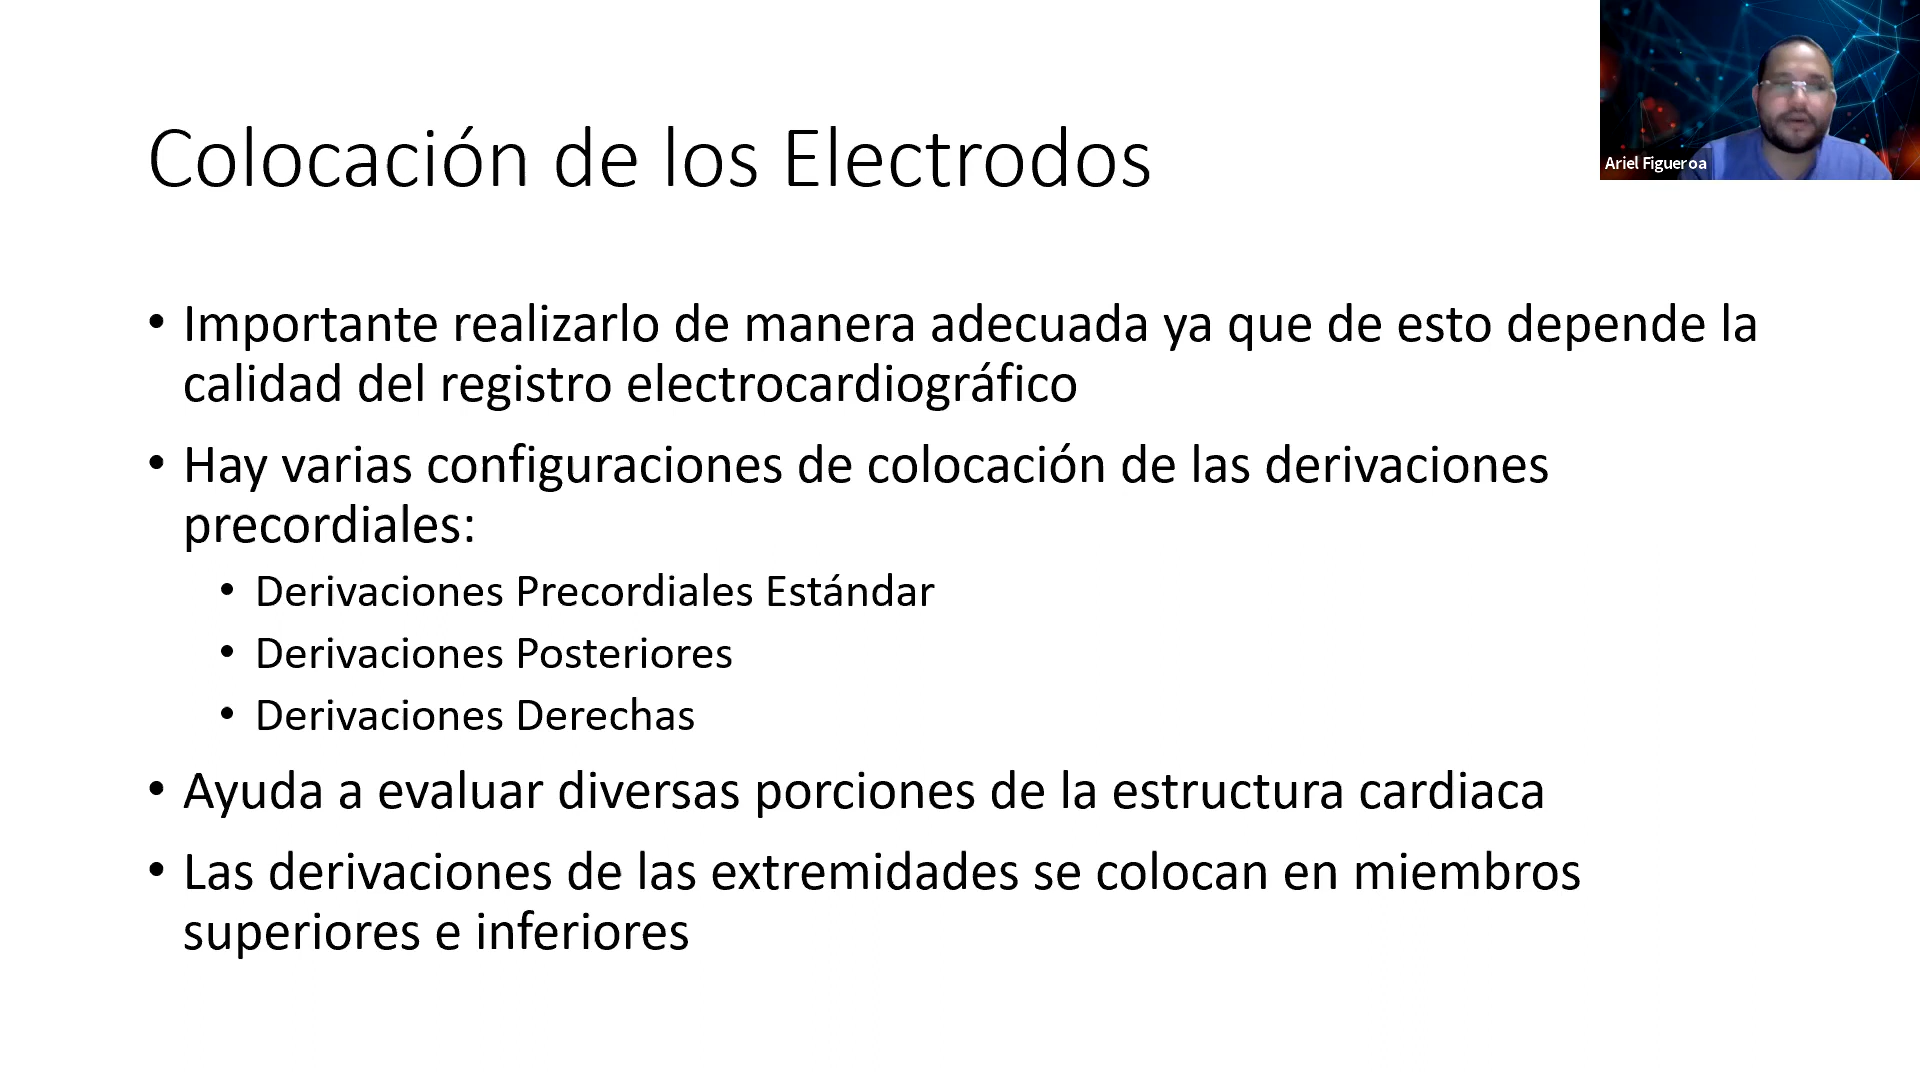 Colocación de los Electrodos
Ariel Figueroa
• Importante realizarlo de manera adecuada ya que de esto depende la
calidad del registro electrocardiográfico
• Hay varias configuraciones de colocación de las derivaciones
precordiales:
• Derivaciones Precordiales Estándar
• Derivaciones Posteriores
• Derivaciones Derechas
• Ayuda a evaluar diversas porciones de la estructura cardiaca
• Las derivaciones de las extremidades se colocan en miembros
superiores e inferiores